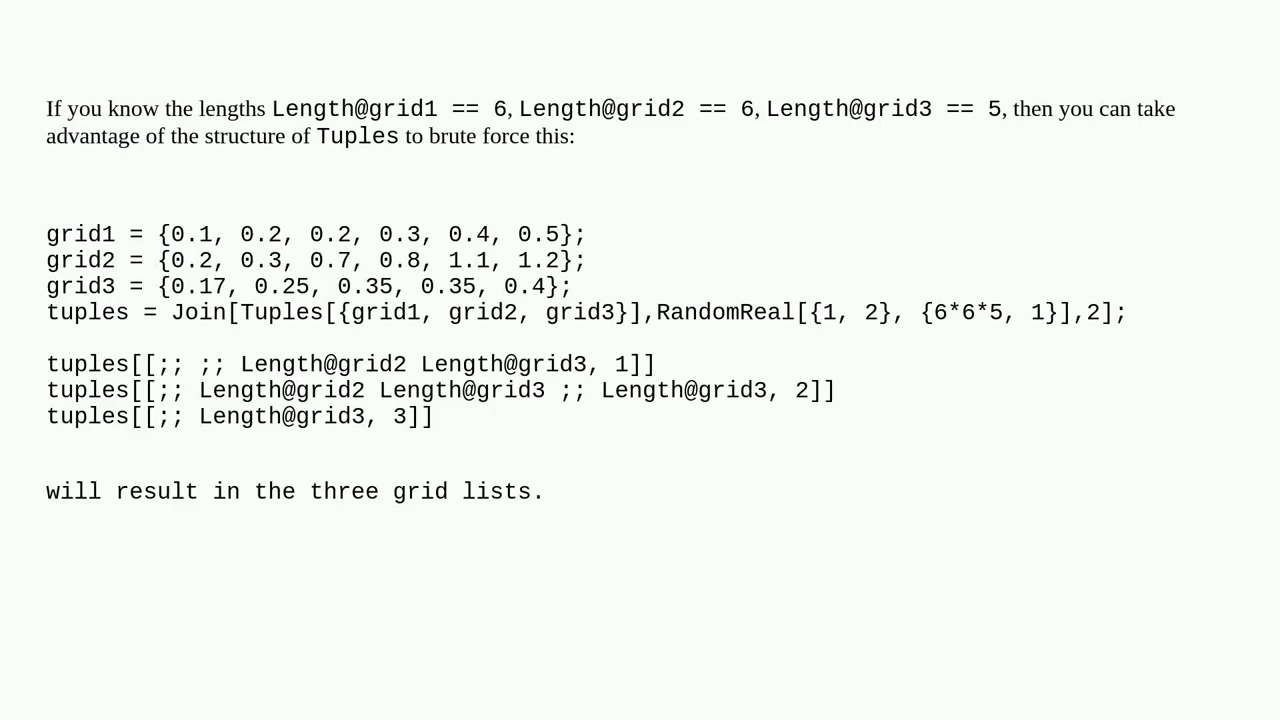 If you know the lengths Length@grid1 == 6, Length@grid2 == 6, Length@grid3 == 5, then you can take
advantage of the structure of Tuples to brute force this:
grid1 = {0.1, 0.2, 0.2, 0.3, 0.4, 0.5};
grid2 = {0.2, 0.3, 0.7, 0.8, 1.1, 1.2};
grid3 = {0.17, 0.25, 0.35, 0.35, 0.4};
tuples = Join[Tuples[{grid1, grid2, grid3}],RandomReal[{1, 2}, {6*6*5, 1}],2];
tuples[[;; ;; Length@grid2 Length@grid3, 1]]
tuples[[;; Length@grid2 Length@grid3 ;; Length@grid3, 2]]
tuples[[;; Length@grid3, 3]]
will result in the three grid lists.